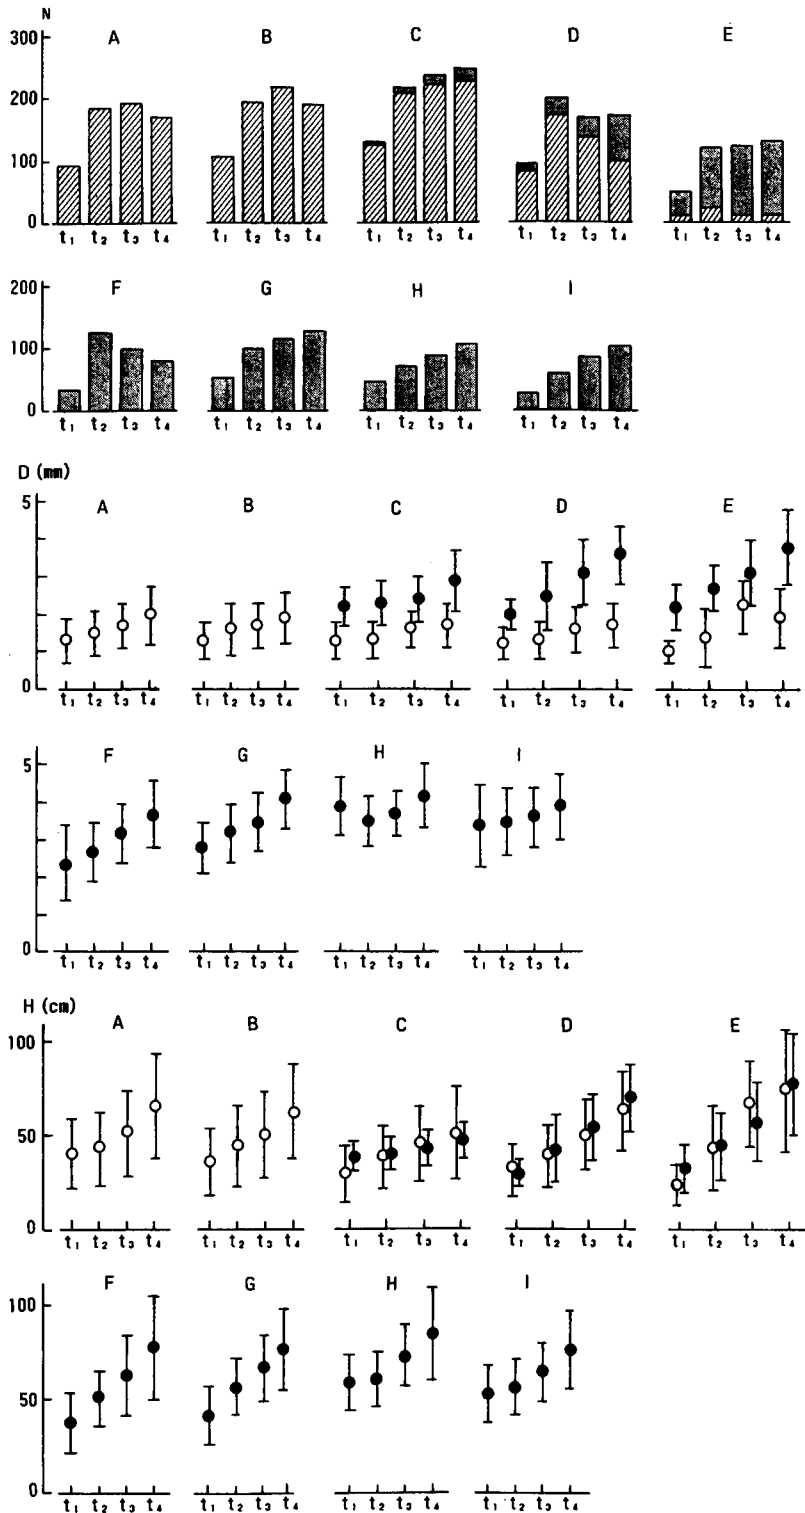 N
300 A B C D E
200
100
0
t₁ t₂ t₃ t₄ t₁ t₂ t₃ t₄ t₁ t₂ t₃ t₄ t₁ t₂ t₃ t₄ t₁ t₂ t₃ t₄
200 F G H I
100
0
t₁ t₂ t₃ t₄ t₁ t₂ t₃ t₄ t₁ t₂ t₃ t₄ t₁ t₂ t₃ t₄
D (mm)
5 A B C D E
0
t₁ t₂ t₃ t₄ t₁ t₂ t₃ t₄ t₁ t₂ t₃ t₄ t₁ t₂ t₃ t₄ t₁ t₂ t₃ t₄
F G H I
5
0
t₁ t₂ t₃ t₄ t₁ t₂ t₃ t₄ t₁ t₂ t₃ t₄ t₁ t₂ t₃ t₄
H (cm)
A B C D E
100
50
0
t₁ t₂ t₃ t₄ t₁ t₂ t₃ t₄ t₁ t₂ t₃ t₄ t₁ t₂ t₃ t₄ t₁ t₂ t₃ t₄
F G H I
100
50
0
t₁ t₂ t₃ t₄ t₁ t₂ t₃ t₄ t₁ t₂ t₃ t₄ t₁ t₂ t₃ t₄